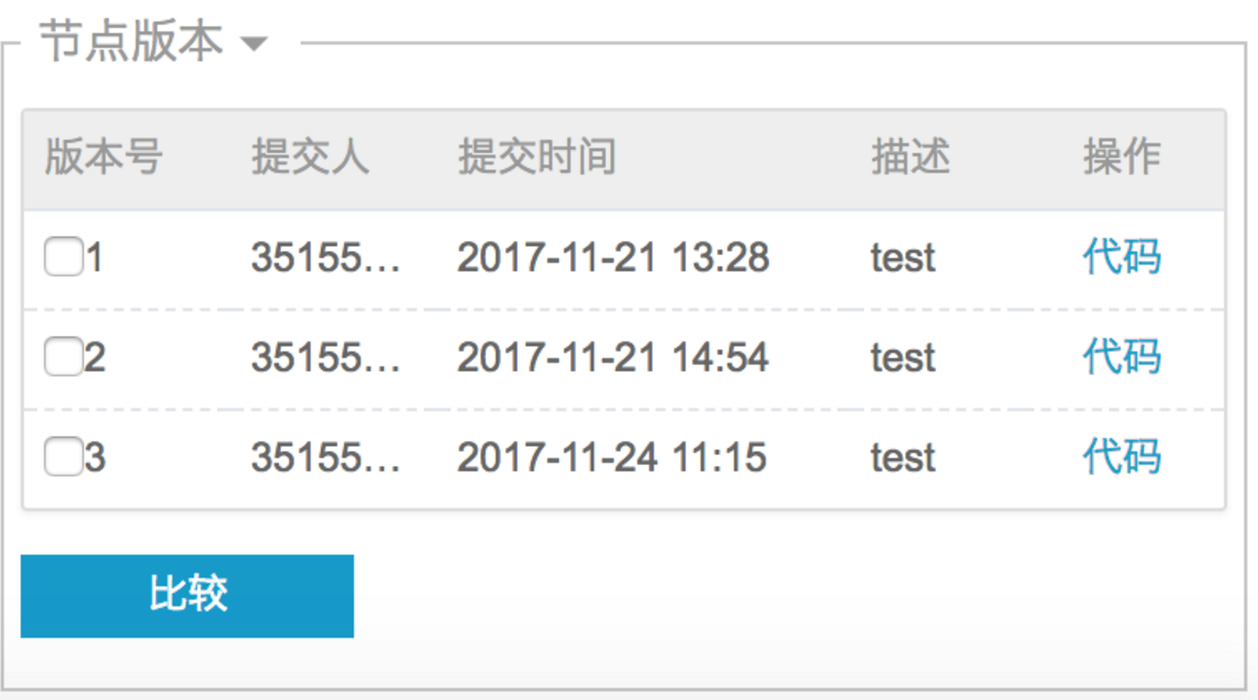 节点版本
版本号 提交人 提交时间 描述 操作
1 35155... 2017-11-21 13:28 test 代码
2 35155... 2017-11-21 14:54 test 代码
3 35155... 2017-11-24 11:15 test 代码
比较